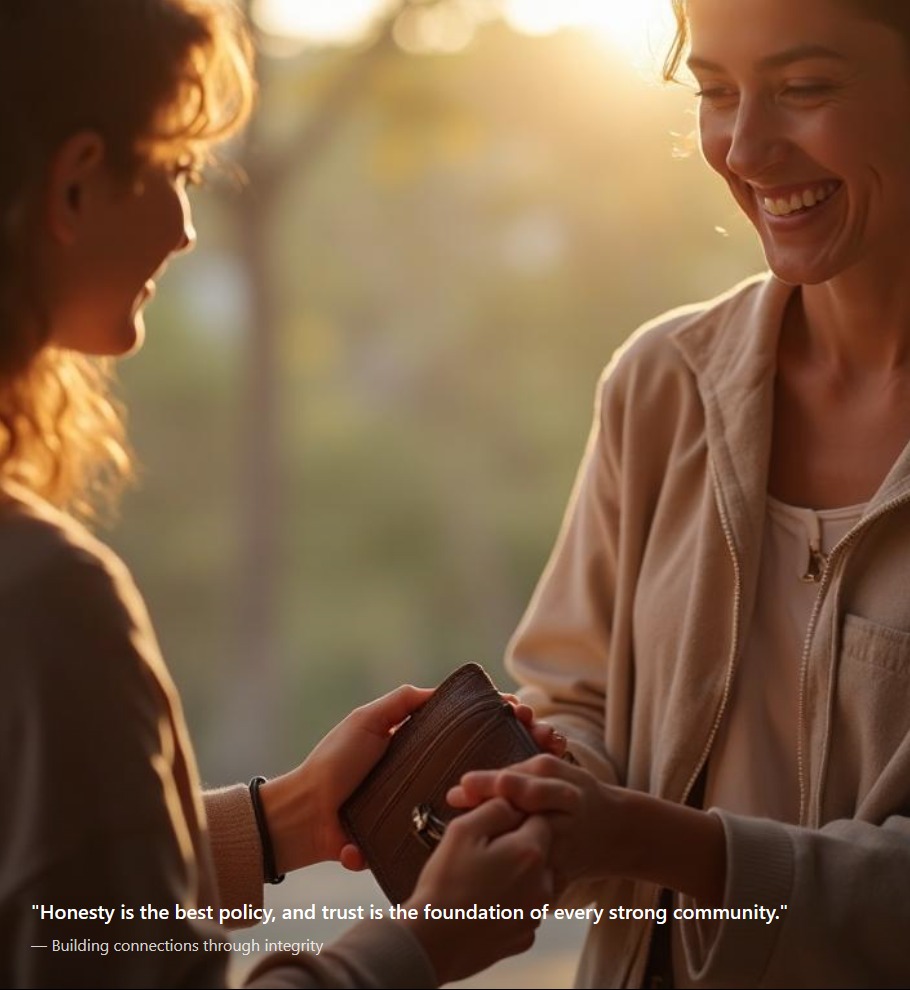 "Honesty is the best policy, and trust is the foundation of every strong community."
— Building connections through integrity